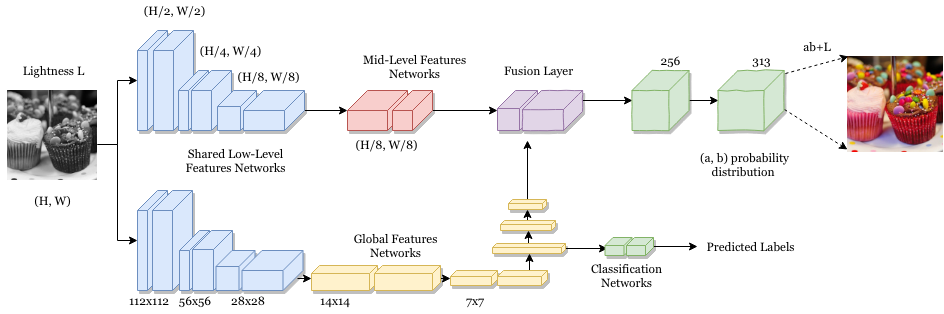 (H/2, W/2)
(H/4, W/4)
(H/8, W/8)
Lightness L
(H, W)
Shared Low-Level
Features Networks
Mid-Level Features
Networks
(H/8, W/8)
Fusion Layer
256
313
ab+L
(a, b) probability
distribution
112x112
56x56
28x28
Global Features
Networks
14x14
7x7
Classification
Networks
Predicted Labels